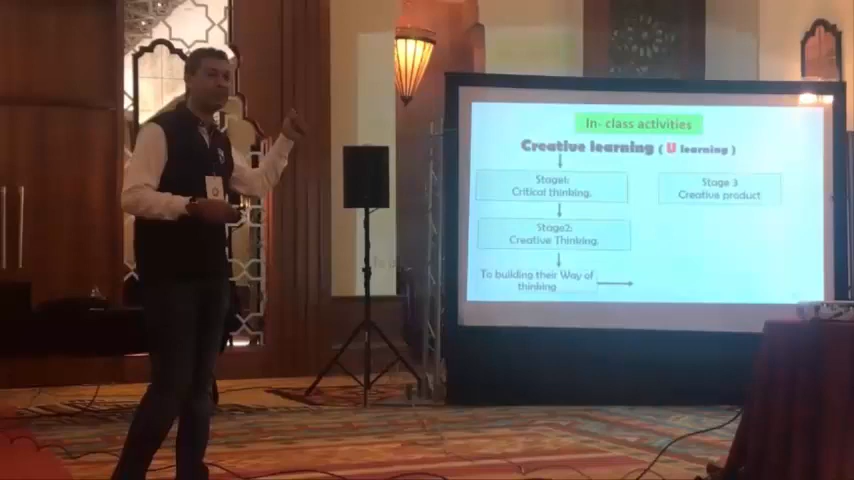 In- class activities
Creative learning ( U learning )
Stage1:
Critical thinking.
Stage 3
Creative product
Stage2:
Creative Thinking.
To building their Way of
thinking